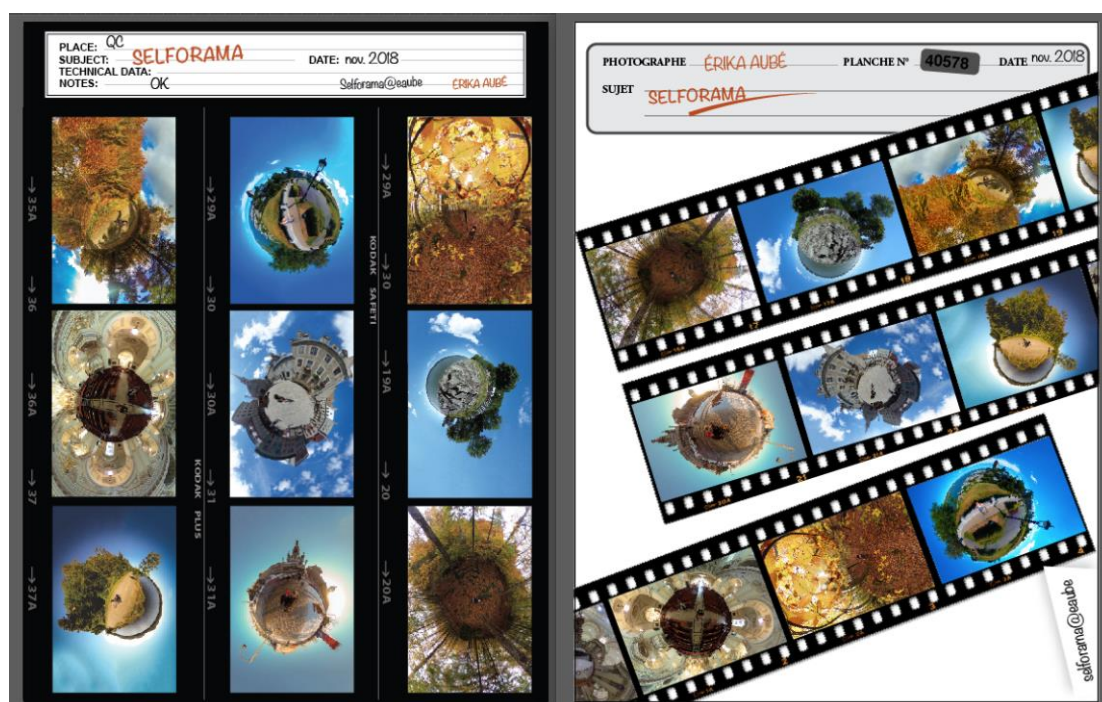 PLACE: QC
SUBJECT: SELFORAMA DATE: nov. 2018
TECHNICAL DATA:
NOTES: OK Selforama@eaube ÉRIKA AUBÉ
→35A
→36
→36A
→37
→37A
→29A
→30
→30A
→31
→31A
KODAK PLUS
→29A
→30
→19A
→20
→20A
KODAK SAFETI
PHOTOGRAPHE ÉRIKA AUBÉ PLANCHE Nº 40578 DATE nov. 2018
SUJET SELFORAMA
selforama@eaube